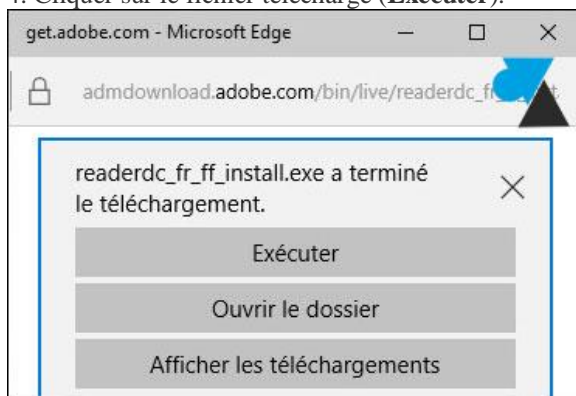 4. Cliquer sur le fichier téléchargé (Exécuter).
get.adobe.com - Microsoft Edge
admdownload.adobe.com/bin/live/readerdc_fr
readerdc_fr_ff_install.exe a terminé
le téléchargement.
Exécuter
Ouvrir le dossier
Afficher les téléchargements